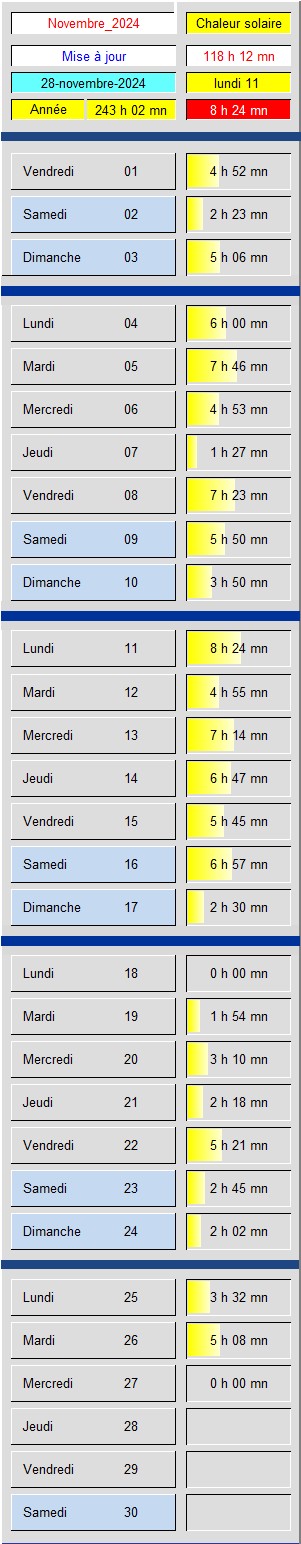 Novembre_2024 Chaleur solaire
Mise à jour 118 h 12 mn
28-novembre-2024 lundi 11
Année 243 h 02 mn 8 h 24 mn
Vendredi 01 4 h 52 mn
Samedi 02 2 h 23 mn
Dimanche 03 5 h 06 mn
Lundi 04 6 h 00 mn
Mardi 05 7 h 46 mn
Mercredi 06 4 h 53 mn
Jeudi 07 1 h 27 mn
Vendredi 08 7 h 23 mn
Samedi 09 5 h 50 mn
Dimanche 10 3 h 50 mn
Lundi 11 8 h 24 mn
Mardi 12 4 h 55 mn
Mercredi 13 7 h 14 mn
Jeudi 14 6 h 47 mn
Vendredi 15 5 h 45 mn
Samedi 16 6 h 57 mn
Dimanche 17 2 h 30 mn
Lundi 18 0 h 00 mn
Mardi 19 1 h 54 mn
Mercredi 20 3 h 10 mn
Jeudi 21 2 h 18 mn
Vendredi 22 5 h 21 mn
Samedi 23 2 h 45 mn
Dimanche 24 2 h 02 mn
Lundi 25 3 h 32 mn
Mardi 26 5 h 08 mn
Mercredi 27 0 h 00 mn
Jeudi 28
Vendredi 29
Samedi 30